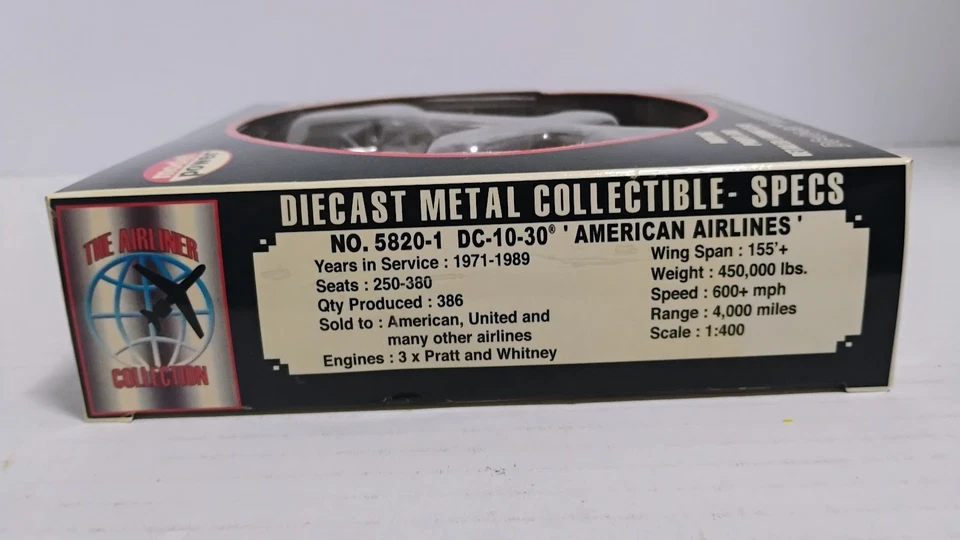 model
power
DIECAST METAL COLLECTIBLE- SPECS
THE AIRLINER
COLLECTION
NO. 5820-1 DC-10-30® ' AMERICAN AIRLINES '
Years in Service : 1971-1989
Seats : 250-380
Qty Produced : 386
Sold to : American, United and
many other airlines
Engines : 3 x Pratt and Whitney
Wing Span : 155'+
Weight : 450,000 lbs.
Speed : 600+ mph
Range : 4,000 miles
Scale : 1:400